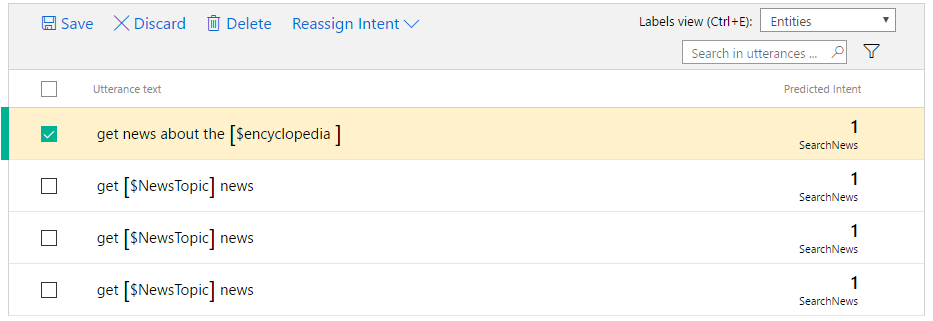 Save Discard Delete Reassign Intent Labels view (Ctrl+E): Entities
Search in utterances ...
Utterance text Predicted Intent
get news about the [$encyclopedia ] 1
SearchNews
get [$NewsTopic] news 1
SearchNews
get [$NewsTopic] news 1
SearchNews
get [$NewsTopic] news 1
SearchNews